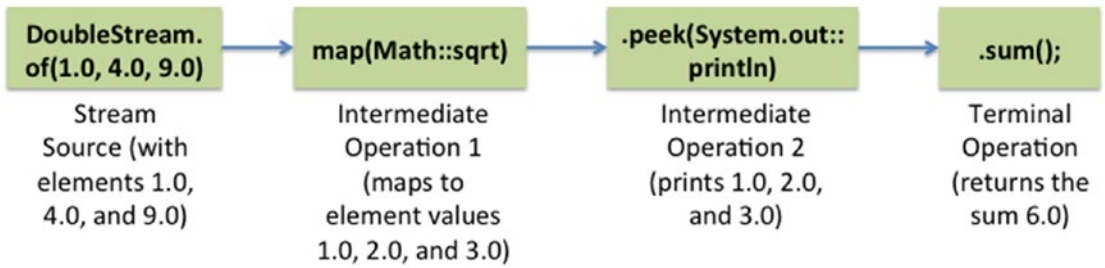 DoubleStream.
of(1.0, 4.0, 9.0)
map(Math::sqrt)
.peek(System.out::
println)
.sum();
Stream
Source (with
elements 1.0,
4.0, and 9.0)
Intermediate
Operation 1
(maps to
element values
1.0, 2.0, and 3.0)
Intermediate
Operation 2
(prints 1.0, 2.0,
and 3.0)
Terminal
Operation
(returns the
sum 6.0)